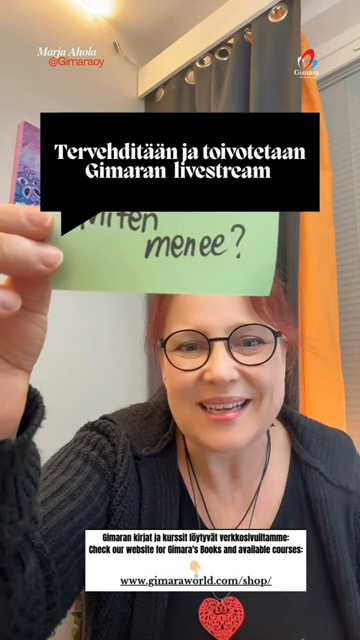 Marja Ahola
@Gimaraoy
Gimara
WORLD
Tervehditään ja toivotetaan
Gimaran livestream
Miten
menee?
Gimaran kirjat ja kurssit löytyvät verkkosivuiltamme:
Check our website for Gimara's Books and available courses:
www.gimaraworld.com/shop/